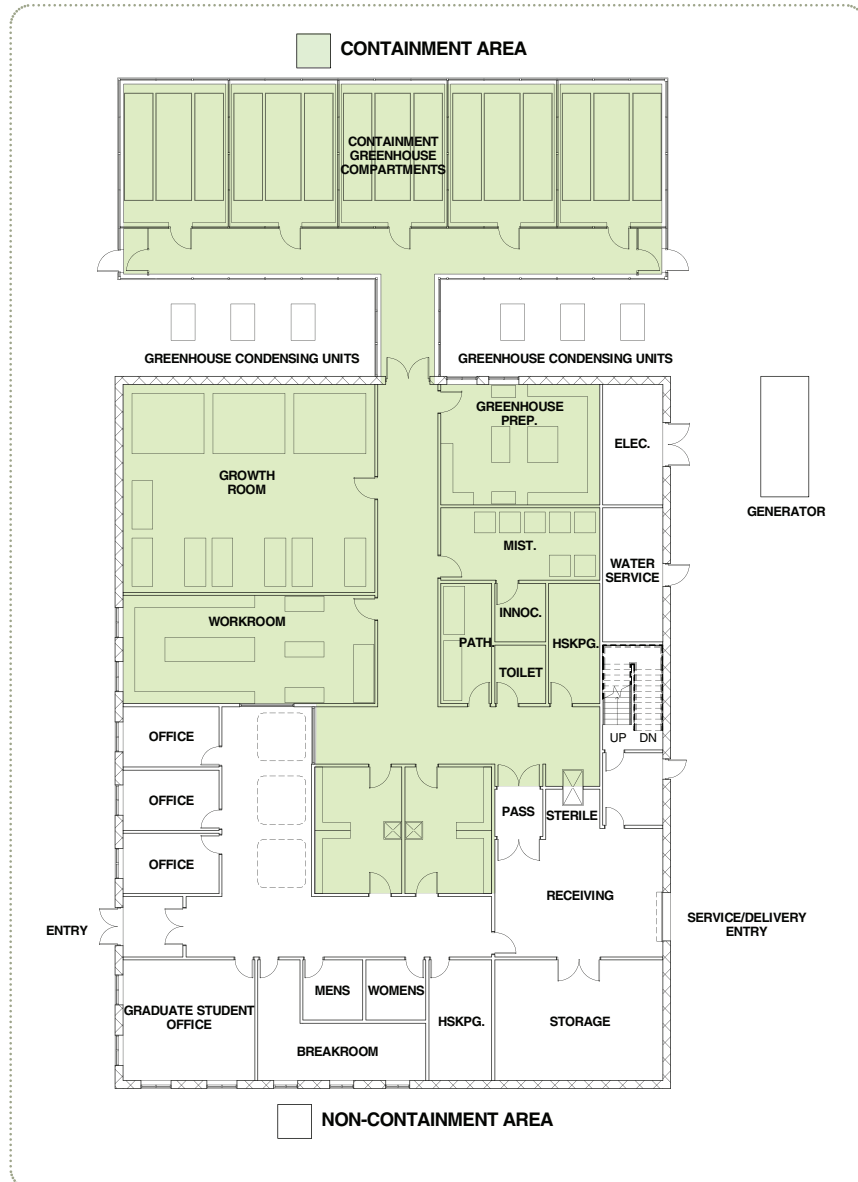 CONTAINMENT AREA
CONTAINMENT
GREENHOUSE
COMPARTMENTS
GREENHOUSE CONDENSING UNITS
GREENHOUSE CONDENSING UNITS
GREENHOUSE
PREP.
ELEC.
GROWTH
ROOM
GENERATOR
MIST.
WATER
SERVICE
INNOC.
WORKROOM
PATH.
HSKPG.
TOILET
OFFICE
UP DN
OFFICE
PASS
STERILE
OFFICE
RECEIVING
ENTRY
SERVICE/DELIVERY
ENTRY
MENS
WOMENS
GRADUATE STUDENT
OFFICE
HSKPG.
STORAGE
BREAKROOM
NON-CONTAINMENT AREA